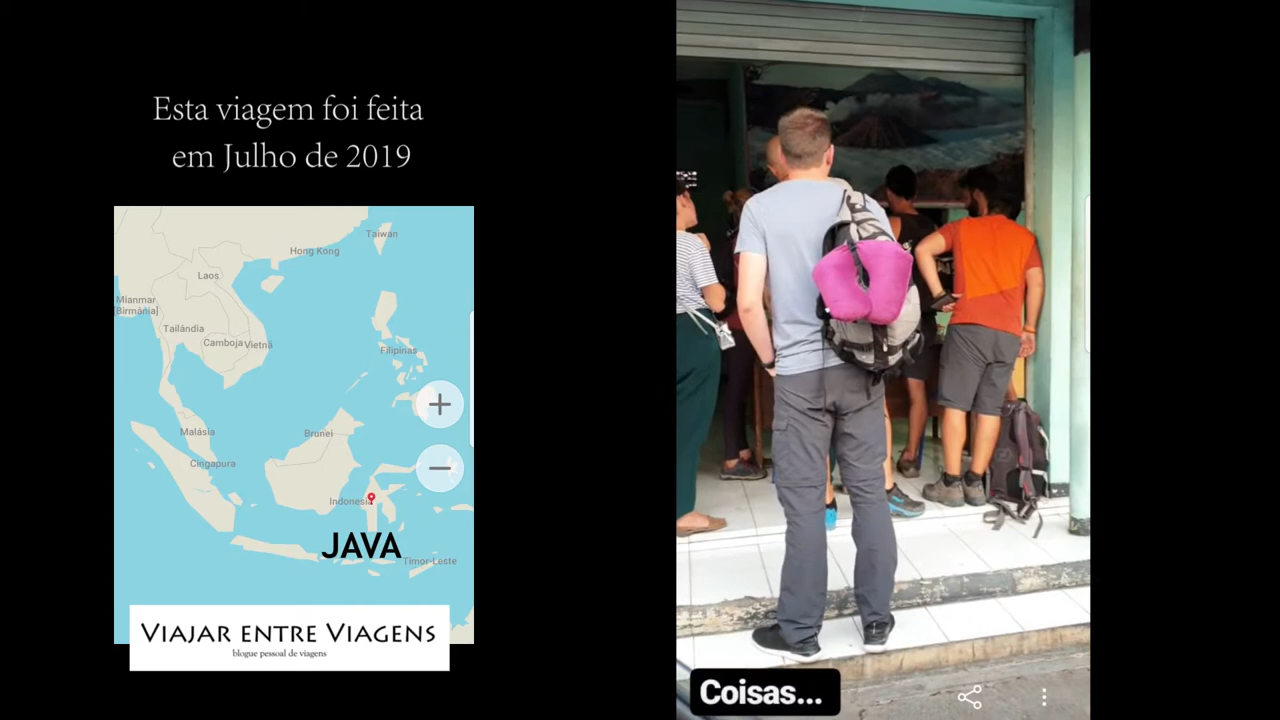 Esta viagem foi feita
em Julho de 2019
Taiwan
Hong Kong
Laos
Mianmar
[Birmânia]
Tailândia
Camboja
Vietnã
Filipinas
Malásia
Brunei
Cingapura
Indonesia
JAVA
Timor-Leste
VIAJAR ENTRE VIAGENS
blogue pessoal de viagens
Coisas...